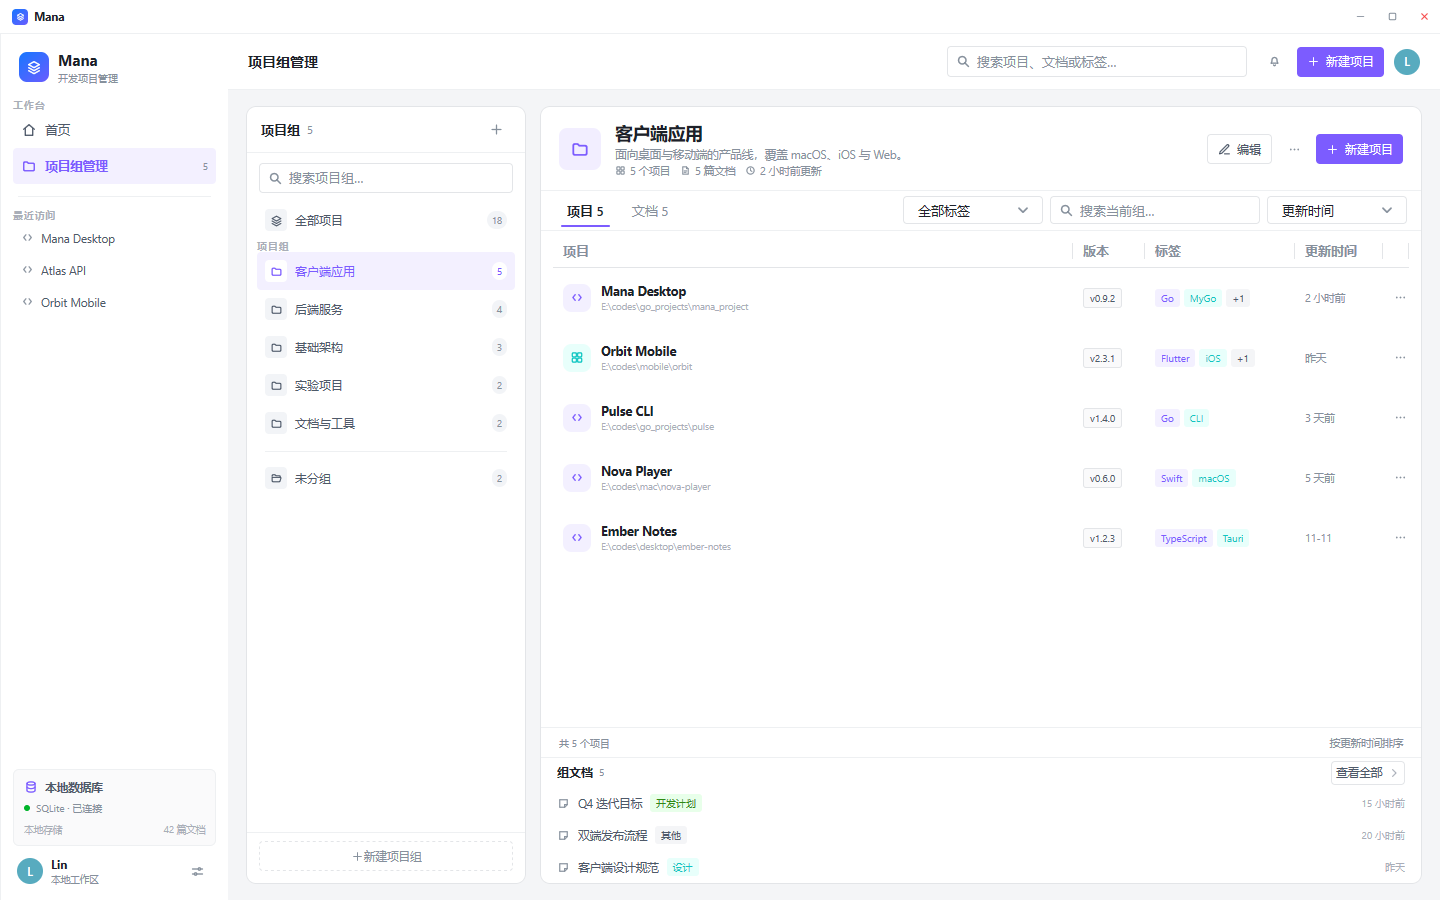 Mana
Mana
开发项目管理
工作台
首页
项目组管理 5
最近访问
Mana Desktop
Atlas API
Orbit Mobile
本地数据库
SQLite · 已连接
本地存储 42 篇文档
Lin
本地工作区
L
项目组管理
搜索项目、文档或标签...
+ 新建项目
L
项目组 5
搜索项目组...
全部项目 18
项目组
客户端应用 5
后端服务 4
基础架构 3
实验项目 2
文档与工具 2
未分组 2
+ 新建项目组
客户端应用
面向桌面与移动端的产品线，覆盖 macOS、iOS 与 Web。
5 个项目 5 篇文档 2 小时前更新
编辑
...
+ 新建项目
项目 5 文档 5
全部标签
搜索当前组...
更新时间
项目 版本 标签 更新时间
Mana Desktop
E:\codes\go_projects\mana_project
v0.9.2 Go MyGo +1 2 小时前 ...
Orbit Mobile
E:\codes\mobile\orbit
v2.3.1 Flutter iOS +1 昨天 ...
Pulse CLI
E:\codes\go_projects\pulse
v1.4.0 Go CLI 3 天前 ...
Nova Player
E:\codes\mac\nova-player
v0.6.0 Swift macOS 5 天前 ...
Ember Notes
E:\codes\desktop\ember-notes
v1.2.3 TypeScript Tauri 11-11 ...
共 5 个项目 按更新时间排序
组文档 5 查看全部
Q4 迭代目标 开发计划 15 小时前
双端发布流程 其他 20 小时前
客户端设计规范 设计 昨天